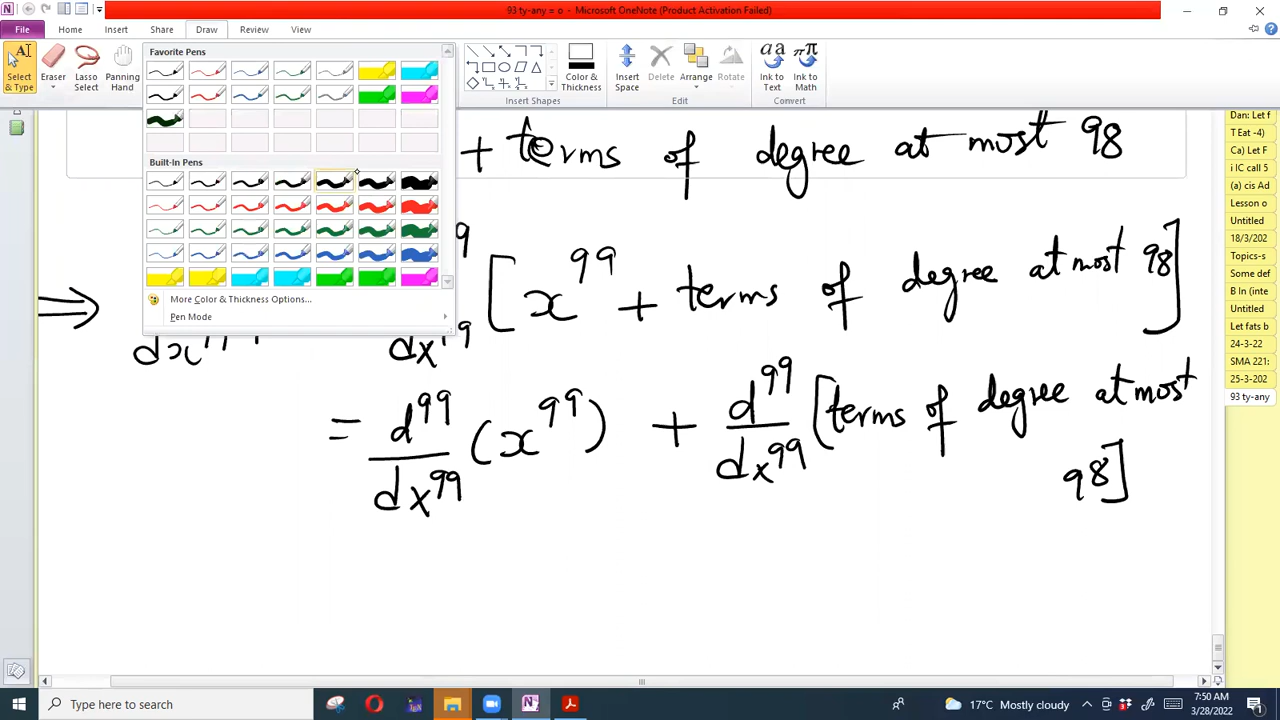 93 ty-any = o - Microsoft OneNote (Product Activation Failed)
File Home Insert Share Draw Review View
Select & Type Eraser Lasso Select Panning Hand
Favorite Pens
Built-In Pens
More Color & Thickness Options...
Pen Mode
Insert Shapes
Color & Thickness
Insert Space Delete Arrange Rotate
Edit
Ink to Text Ink to Math
Convert
+ terms of degree at most 98
⇒ dx⁹⁹ dx⁹⁹ [x⁹⁹ + terms of degree at most 98]
= d⁹⁹/dx⁹⁹ (x⁹⁹) + d⁹⁹/dx⁹⁹ [terms of degree at most
98]
Dan: Let f
T Eat -4)
Ca) Let F
i IC call 5
(a) cis Ad
Lesson o
Untitled
18/3/202
Topics-s
Some def
B In (inte
Untitled
Let fats b
24-3-22
SMA 221:
25-3-202
93 ty-any
Type here to search
17°C Mostly cloudy
7:50 AM
3/28/2022